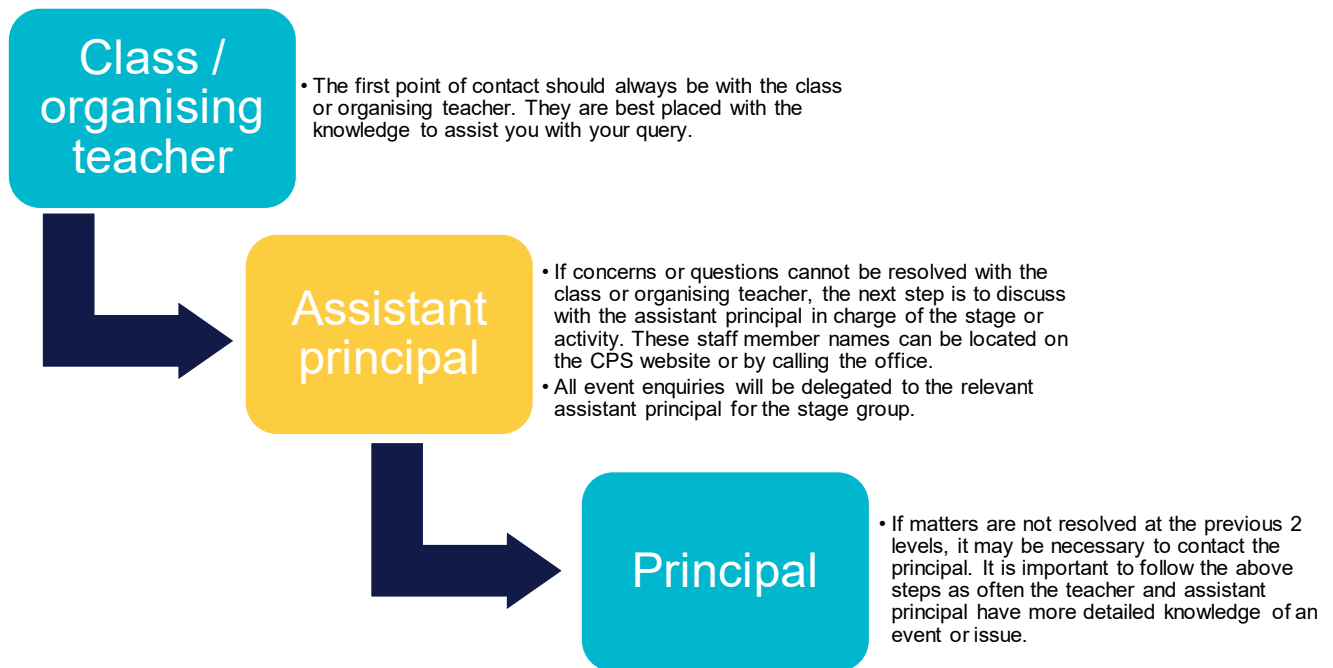 Class /
organising
teacher
• The first point of contact should always be with the class
or organising teacher. They are best placed with the
knowledge to assist you with your query.
Assistant
principal
• If concerns or questions cannot be resolved with the
class or organising teacher, the next step is to discuss
with the assistant principal in charge of the stage or
activity. These staff member names can be located on
the CPS website or by calling the office.
• All event enquiries will be delegated to the relevant
assistant principal for the stage group.
Principal
• If matters are not resolved at the previous 2
levels, it may be necessary to contact the
principal. It is important to follow the above
steps as often the teacher and assistant
principal have more detailed knowledge of an
event or issue.